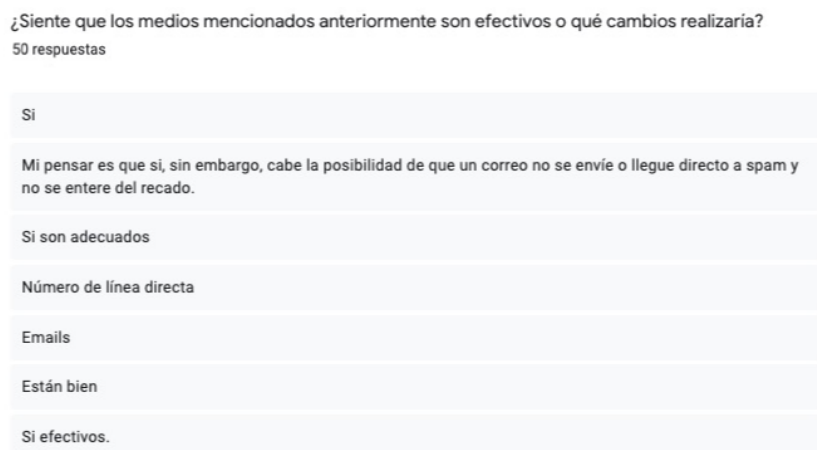 ¿Siente que los medios mencionados anteriormente son efectivos o qué cambios realizaría?
50 respuestas
Si
Mi pensar es que si, sin embargo, cabe la posibilidad de que un correo no se envíe o llegue directo a spam y
no se entere del recado.
Si son adecuados
Número de línea directa
Emails
Están bien
Si efectivos.